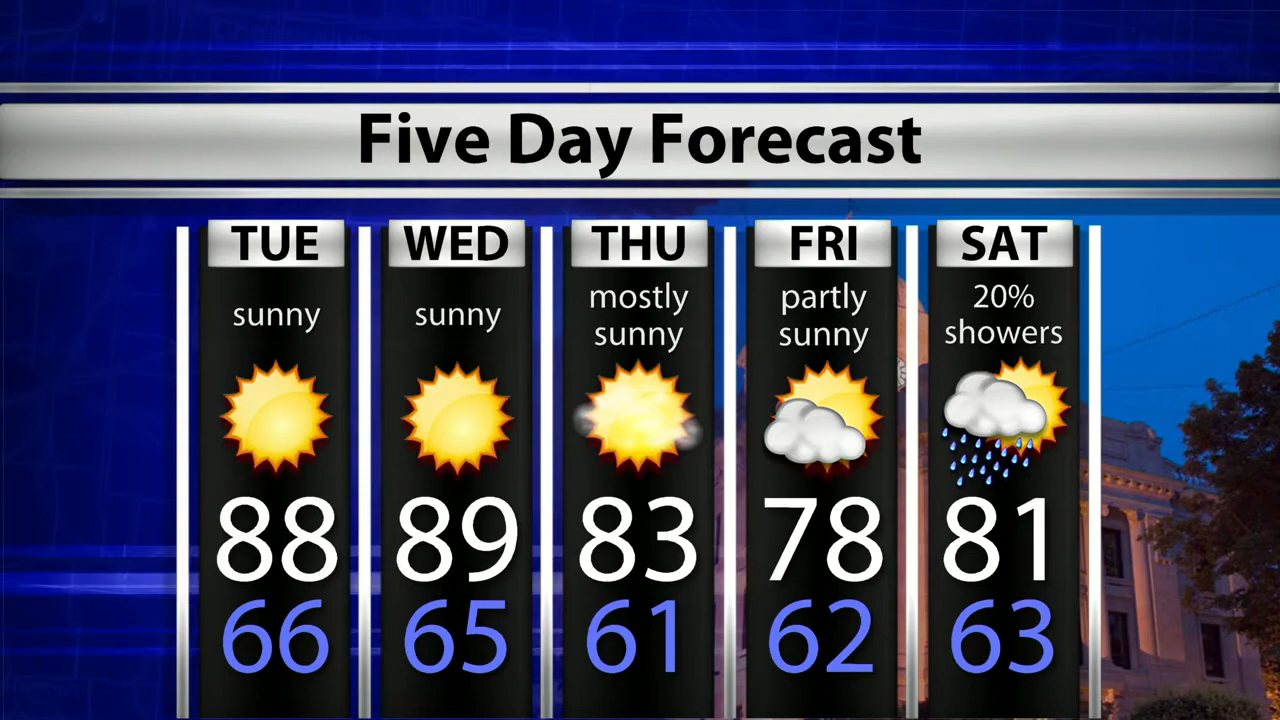 Five Day Forecast
TUE WED THU FRI SAT
sunny sunny mostly sunny partly sunny 20% showers
88 89 83 78 81
66 65 61 62 63